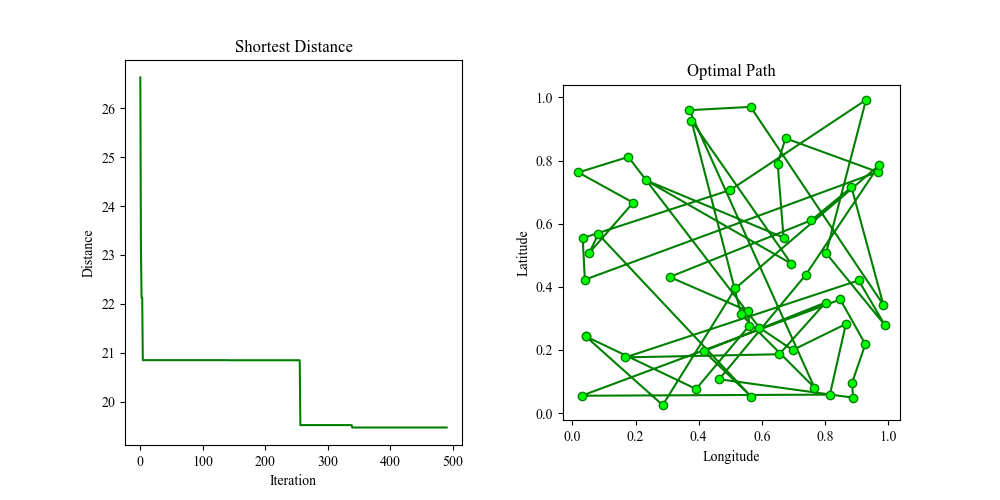 Shortest Distance
Distance
26
25
24
23
22
21
20
0 100 200 300 400 500
Iteration
Optimal Path
Latitude
1.0
0.8
0.6
0.4
0.2
0.0
0.0 0.2 0.4 0.6 0.8 1.0
Longitude